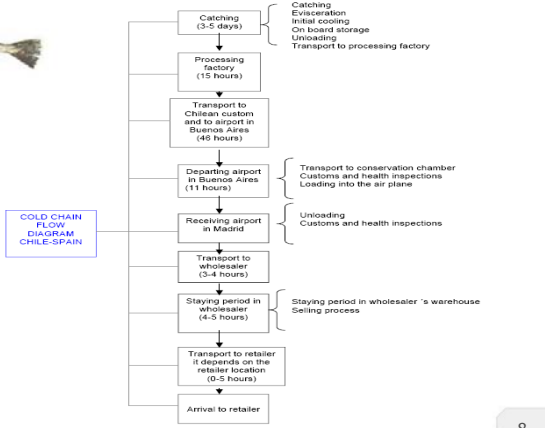 Catching
(3-5 days)
Catching
Evisceration
Initial cooling
On board storage
Unloading
Transport to processing factory
Processing
factory
(15 hours)
Transport to
Chilean custom
and to airport in
Buenos Aires
(46 hours)
Departing airport
in Buenos Aires
(11 hours)
Transport to conservation chamber
Customs and health inspections
Loading into the air plane
COLD CHAIN
FLOW
DIAGRAM
CHILE-SPAIN
Receiving airport
in Madrid
Unloading
Customs and health inspections
Transport to
wholesaler
(3-4 hours)
Staying period in
wholesaler
(4-5 hours)
Staying period in wholesaler ´s warehouse
Selling process
Transport to retailer
it depends on the
retailer location
(0-5 hours)
Arrival to retailer